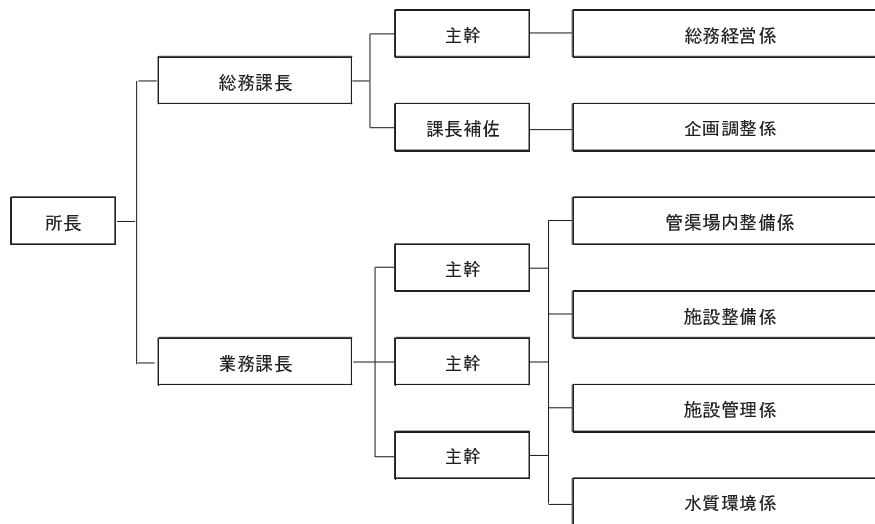 主幹
総務経営係
総務課長
課長補佐
企画調整係
所長
管渠場内整備係
主幹
施設整備係
業務課長
主幹
施設管理係
主幹
水質環境係